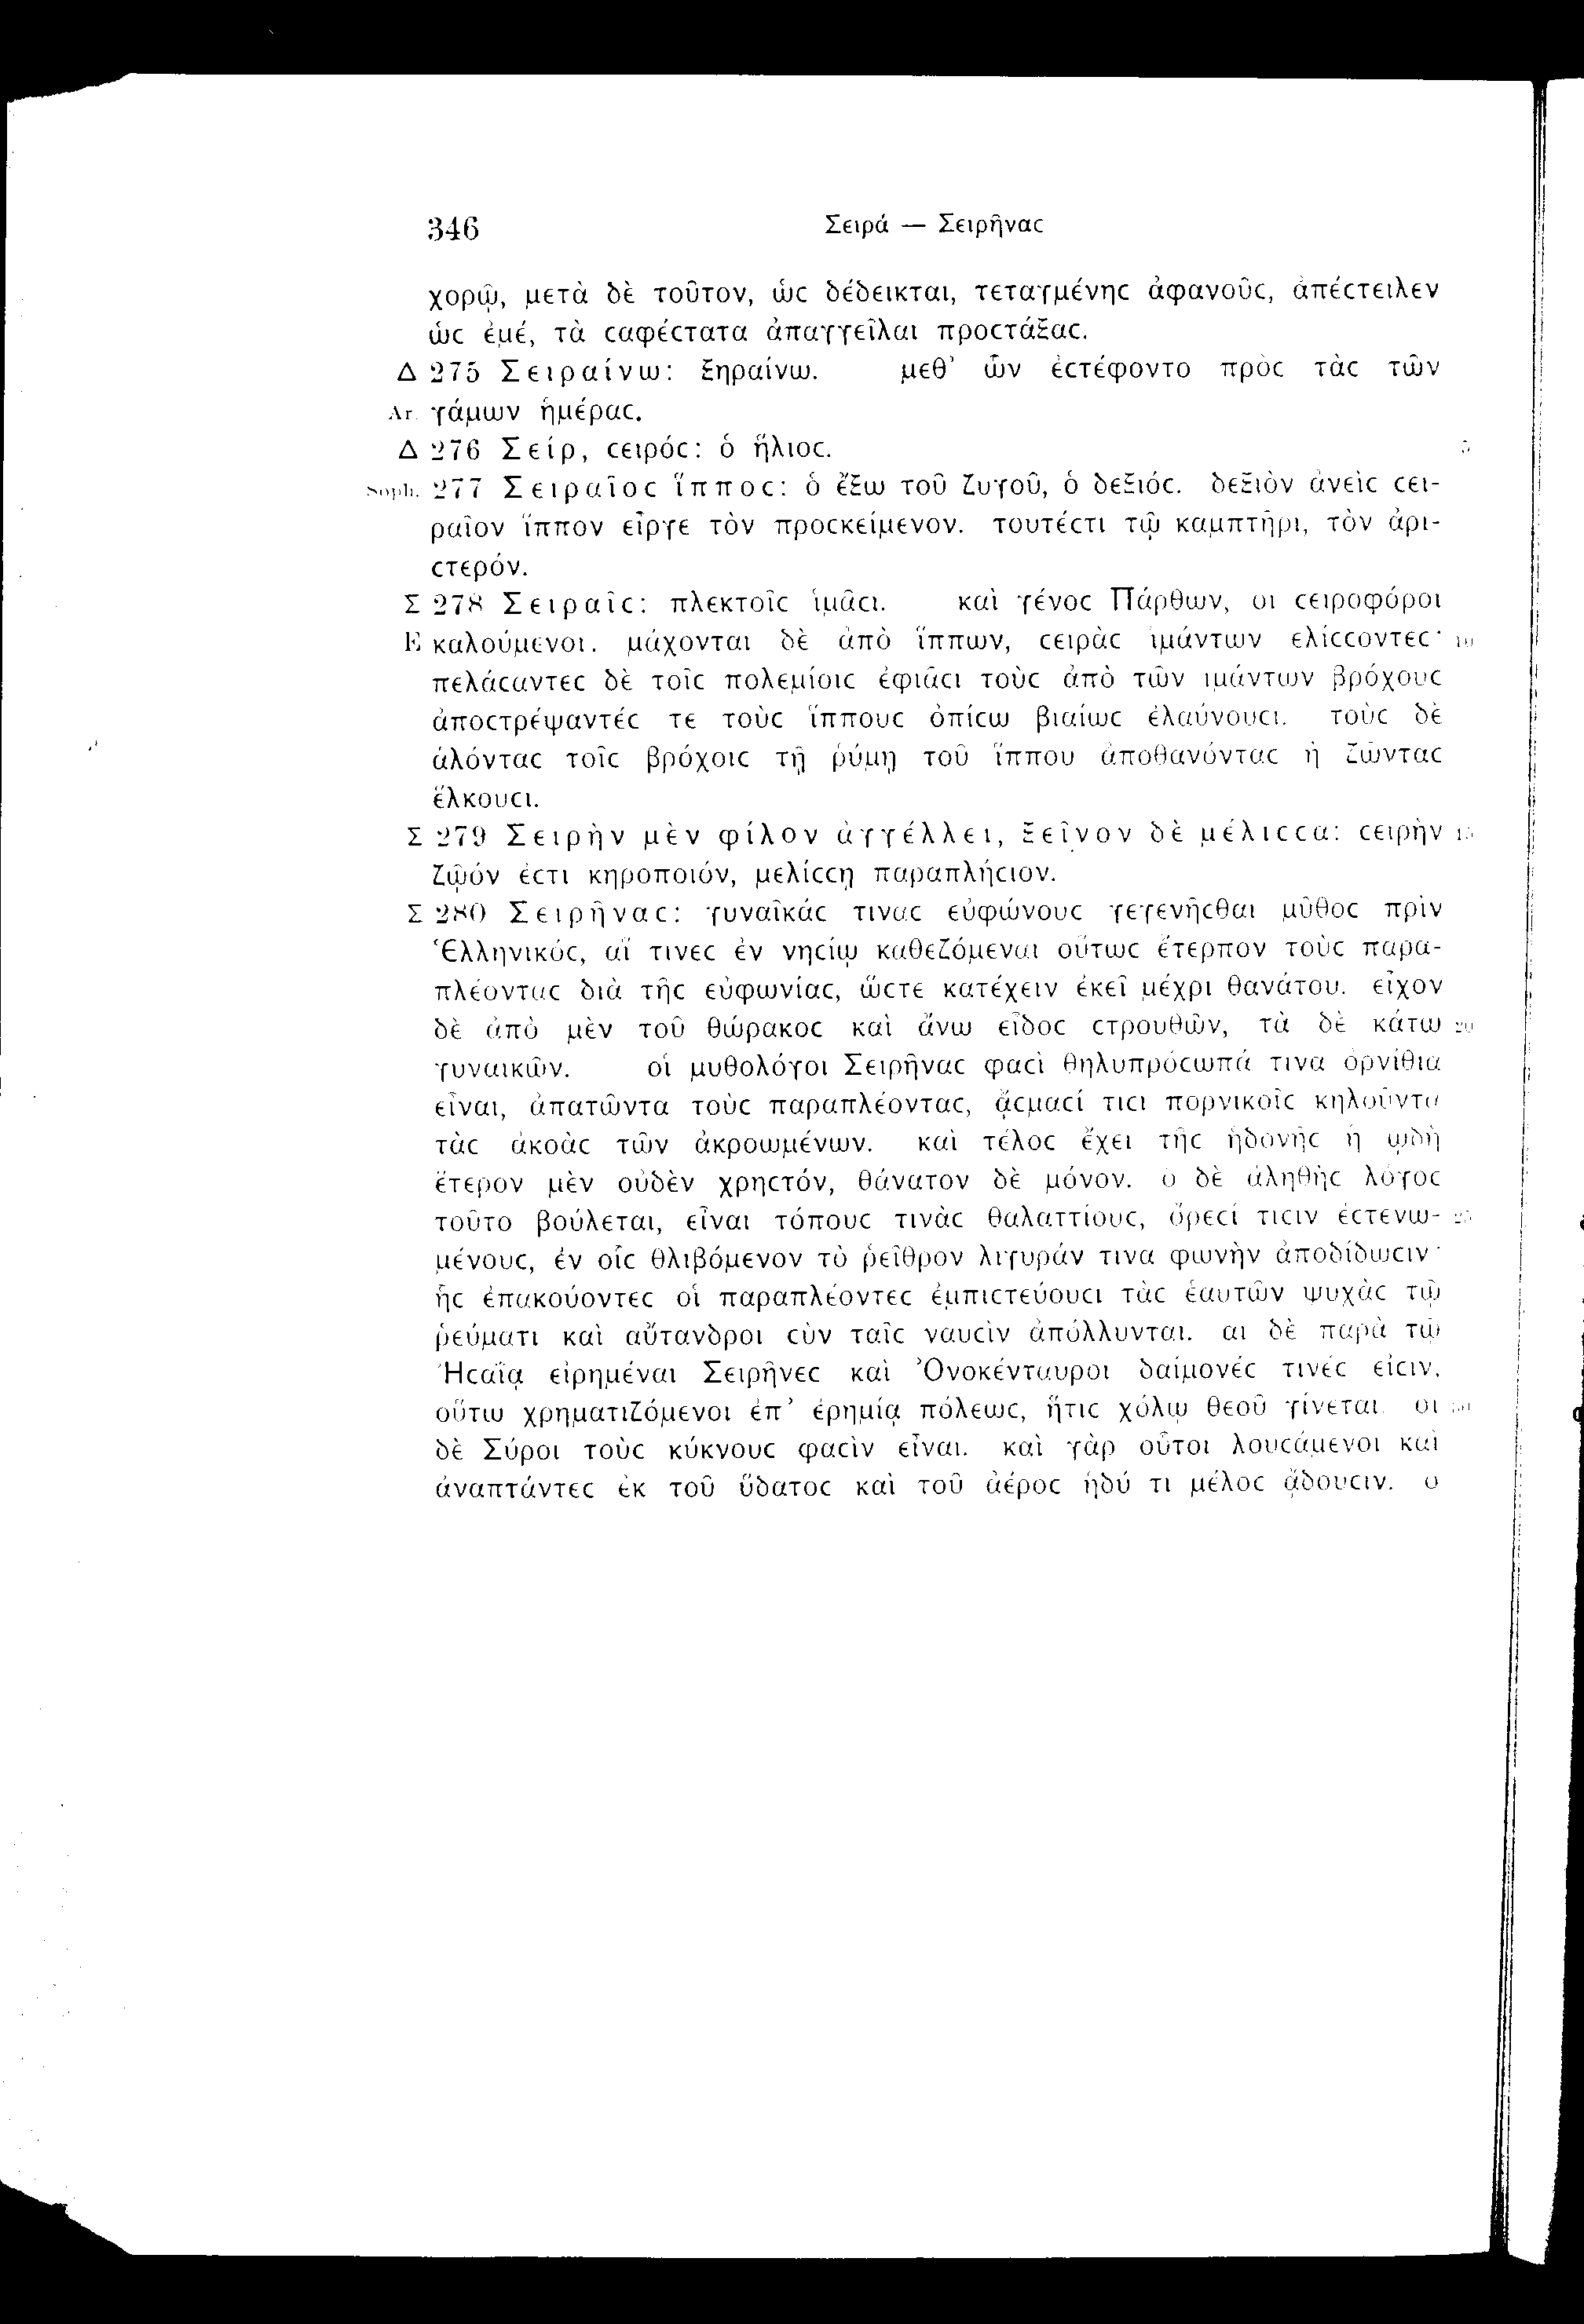 346 Σειρά — Σειρῆναϲ
χορῷ, μετὰ δὲ τοῦτον, ὡϲ δέδεικται, τεταγμένηϲ ἀφανοῦϲ, ἀπέϲτειλεν
ὡϲ ἐμέ, τὰ ϲαφέϲτατα ἀπαγγεῖλαι προϲτάξαϲ.
Δ 275 Σειραίνω: ξηραίνω. μεθ’ ὧν ἐϲτέφοντο πρὸϲ τὰϲ τῶν
Ar. γάμων ἡμέραϲ.
Δ 276 Σείρ, ϲειρόϲ: ὁ ἥλιοϲ. 5
Soph. 277 Σειραῖοϲ ἵπποϲ: ὁ ἔξω τοῦ ζυγοῦ, ὁ δεξιόϲ. δεξιὸν ἀνεὶϲ ϲει-
ραῖον ἵππον εἶργε τὸν προϲκείμενον. τουτέϲτι τῷ καμπτῆρι, τὸν ἀρι-
ϲτερόν.
Σ 278 Σειραῖϲ: πλεκτοῖϲ ἱμᾶϲι. καὶ γένοϲ Πάρθων, οἱ ϲειροφόροι
E καλούμενοι. μάχονται δὲ ἀπὸ ἵππων, ϲειρὰϲ ἱμάντων ἑλίϲϲοντεϲ· 10
πελάϲαντεϲ δὲ τοῖϲ πολεμίοιϲ ἐφιᾶϲι τοὺϲ ἀπὸ τῶν ἱμάντων βρόχουϲ
ἀποϲτρέψαντέϲ τε τοὺϲ ἵππουϲ ὀπίϲω βιαίωϲ ἐλαύνουϲι. τοὺϲ δὲ
ἁλόνταϲ τοῖϲ βρόχοιϲ τῇ ῥύμῃ τοῦ ἵππου ἀποθανόνταϲ ἢ ζῶνταϲ
ἕλκουϲι.
Σ 279 Σειρὴν μὲν φίλον ἀγγέλλει, ξεῖνον δὲ μέλιϲϲα: ϲειρὴν 15
ζῷόν ἐϲτι κηροποιόν, μελίϲϲῃ παραπλήϲιον.
Σ 280 Σειρῆναϲ: γυναῖκάϲ τιναϲ εὐφώνουϲ γεγενῆϲθαι μῦθοϲ πρὶν
Ἑλληνικόϲ, αἵ τινεϲ ἐν νηϲίῳ καθεζόμεναι οὕτωϲ ἔτερπον τοὺϲ παρα-
πλέονταϲ διὰ τῆϲ εὐφωνίαϲ, ὥϲτε κατέχειν ἐκεῖ μέχρι θανάτου. εἶχον
δὲ ἀπὸ μὲν τοῦ θώρακοϲ καὶ ἄνω εἶδοϲ ϲτρουθῶν, τὰ δὲ κάτω 20
γυναικῶν. οἱ μυθολόγοι Σειρῆναϲ φαϲὶ θηλυπρόϲωπά τινα ὀρνίθια
εἶναι, ἀπατῶντα τοὺϲ παραπλέονταϲ, ᾄϲμαϲί τιϲι πορνικοῖϲ κηλοῦντα
τὰϲ ἀκοὰϲ τῶν ἀκροωμένων. καὶ τέλοϲ ἔχει τῆϲ ἡδονῆϲ ἡ ᾠδὴ
ἕτερον μὲν οὐδὲν χρηϲτόν, θάνατον δὲ μόνον. ὁ δὲ ἀληθὴϲ λόγοϲ
τοῦτο βούλεται, εἶναι τόπουϲ τινὰϲ θαλαττίουϲ, ὄρεϲί τιϲιν ἐϲτενω- 25
μένουϲ, ἐν οἷϲ θλιβόμενον τὸ ῥεῖθρον λιγυράν τινα φωνὴν ἀποδίδωϲιν·
ἧϲ ἐπακούοντεϲ οἱ παραπλέοντεϲ ἐμπιϲτεύουϲι τὰϲ ἑαυτῶν ψυχὰϲ τῷ
ῥεύματι καὶ αὔτανδροι ϲὺν ταῖϲ ναυϲὶν ἀπόλλυνται. αἱ δὲ παρὰ τῷ
Ἠϲαΐᾳ εἰρημέναι Σειρῆνεϲ καὶ Ὀνοκένταυροι δαίμονέϲ τινέϲ εἰϲιν,
οὕτω χρηματιζόμενοι ἐπ’ ἐρημίᾳ πόλεωϲ, ἥτιϲ χόλῳ θεοῦ γίνεται. οἱ 30
δὲ Σύροι τοὺϲ κύκνουϲ φαϲὶν εἶναι. καὶ γὰρ οὗτοι λουϲάμενοι καὶ
ἀναπτάντεϲ ἐκ τοῦ ὕδατοϲ καὶ τοῦ ἀέροϲ ἡδύ τι μέλοϲ ᾄδουϲιν. ὁ